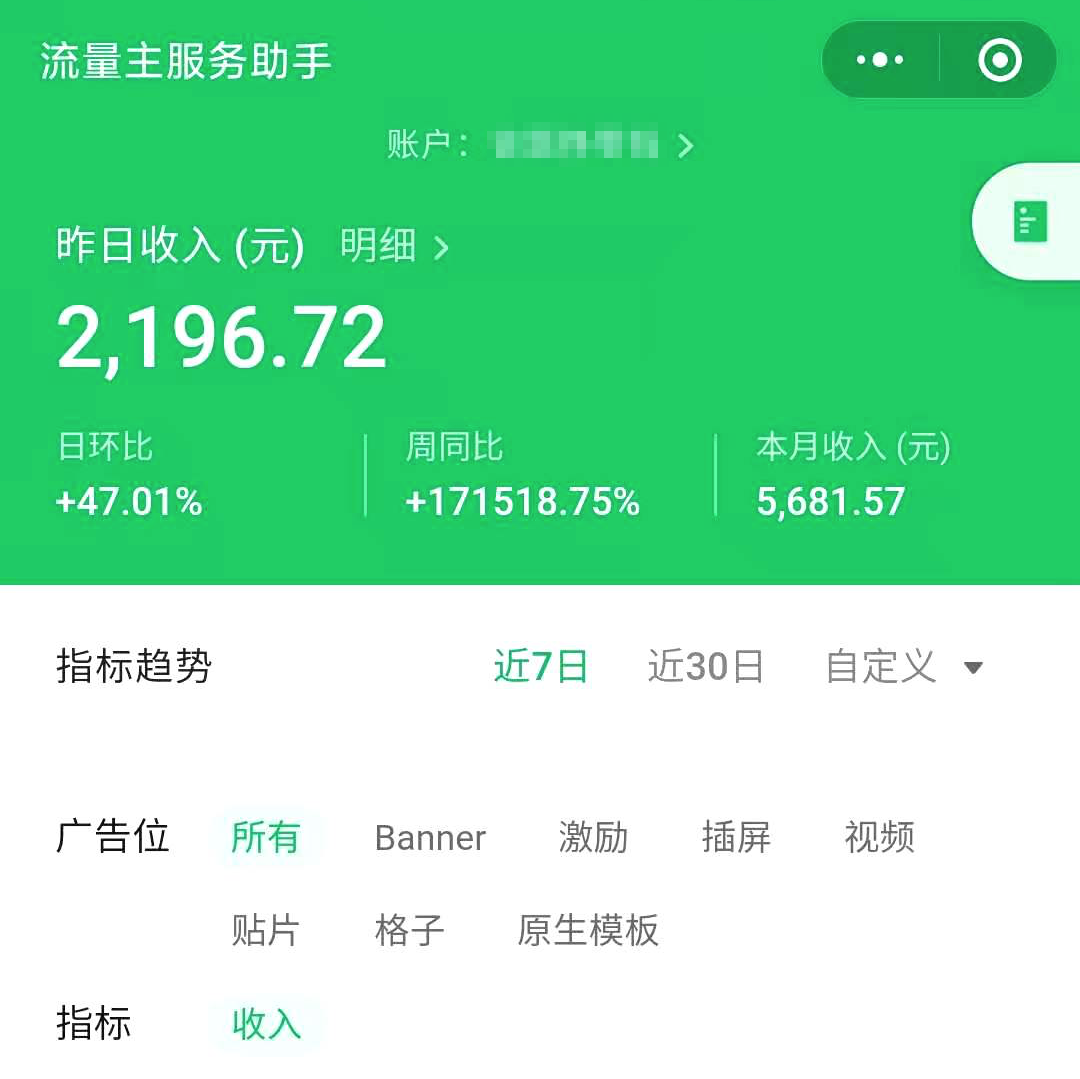 流量主服务助手
账户：
昨日收入 (元) 明细
2,196.72
日环比 周同比 本月收入 (元)
+47.01% +171518.75% 5,681.57
指标趋势 近7日 近30日 自定义
广告位 所有 Banner 激励 插屏 视频
贴片 格子 原生模板
指标 收入